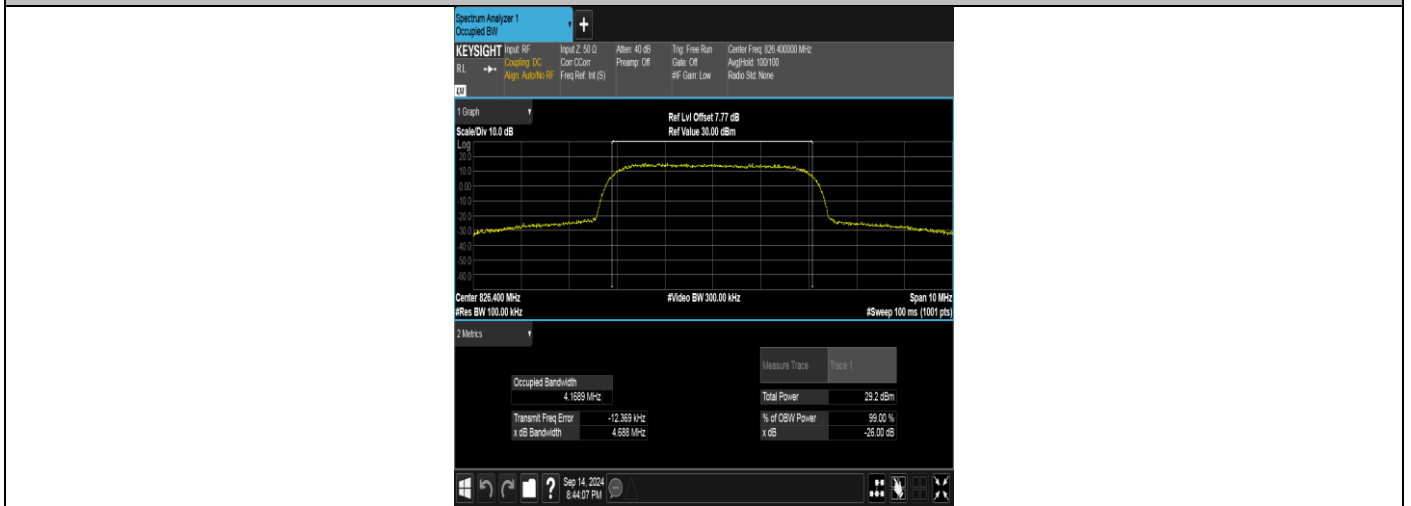 Spectrum Analyzer 1
Occupied BW
+
KEYSIGHT Input: RF Input Z: 50 Ω Atten: 40 dB Trig: Free Run Center Freq: 826.400000 MHz
RL Coupling: DC Corr CCorr Preamp: Off Gate: Off Avg|Hold: 100/100
Align: Auto/No RF Freq Ref: Int (S) #IF Gain: Low Radio Std: None
1 Graph
Ref Lvl Offset 7.77 dB
Scale/Div 10.0 dB Ref Value 30.00 dBm
Log
20.0
10.0
0.00
-10.0
-20.0
-30.0
-40.0
-50.0
-60.0
Center 826.400 MHz #Video BW 300.00 kHz Span 10 MHz
#Res BW 100.00 kHz #Sweep 100 ms (1001 pts)
2 Metrics
Measure Trace Trace 1
Occupied Bandwidth
4.1689 MHz Total Power 29.2 dBm
Transmit Freq Error -12.369 kHz % of OBW Power 99.00 %
x dB Bandwidth 4.688 MHz x dB -26.00 dB
? Sep 14, 2024
8:44:07 PM